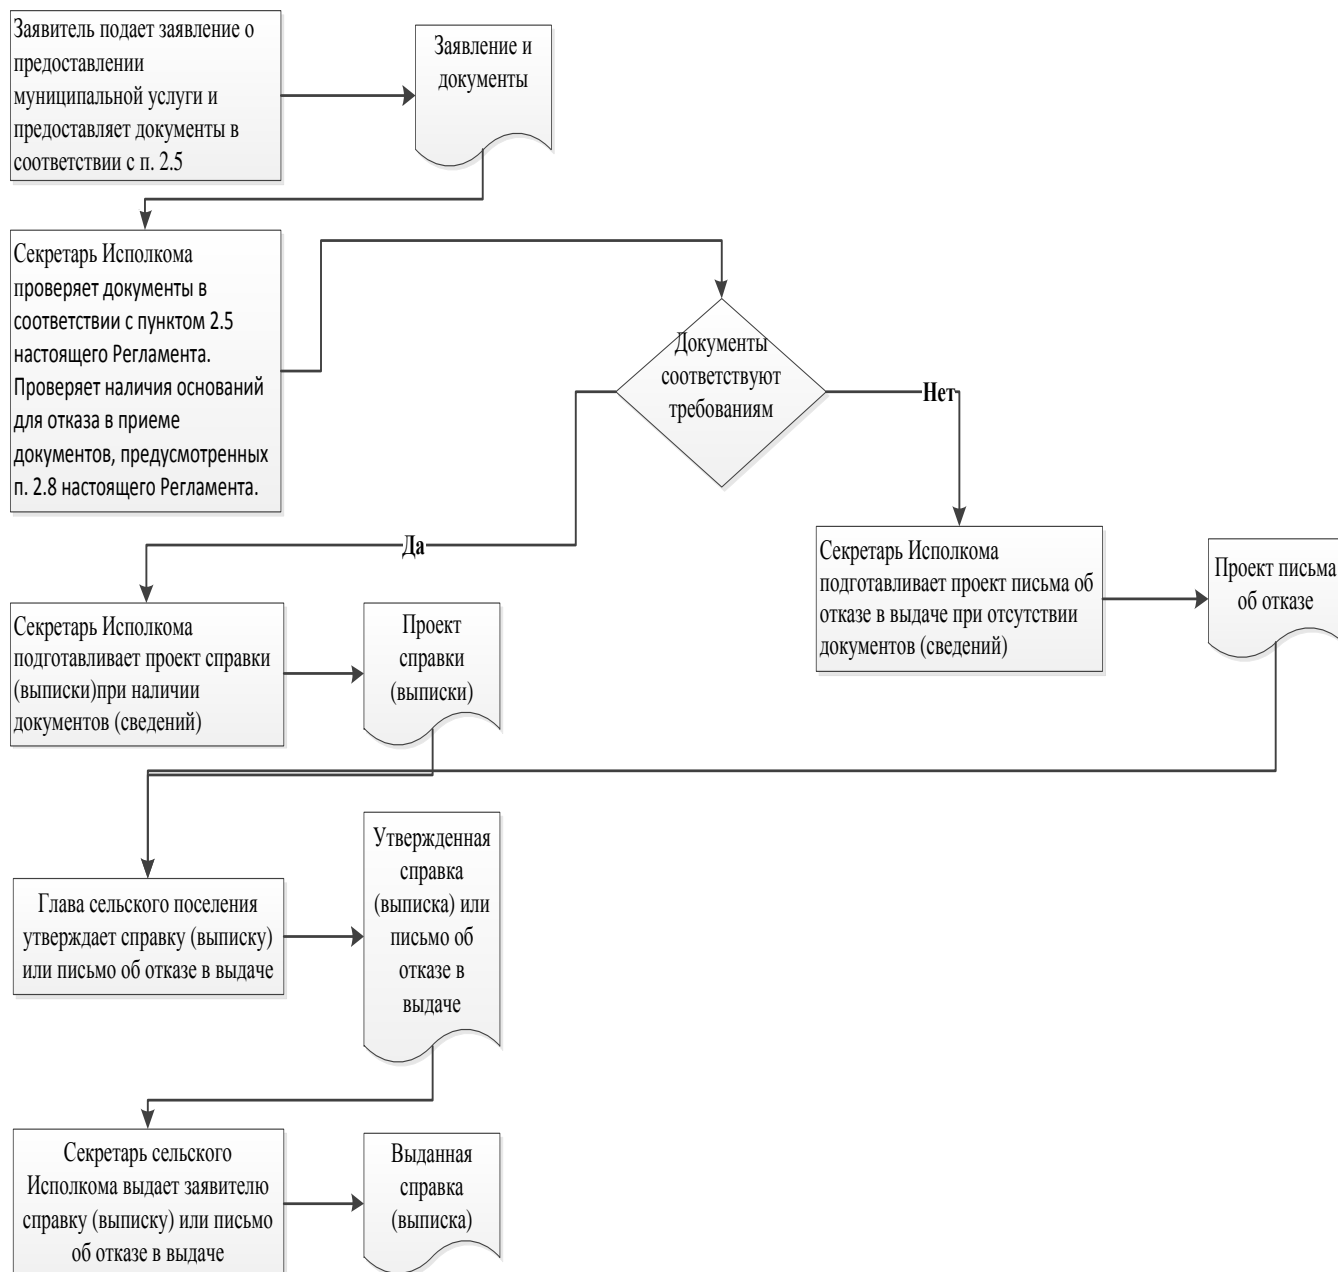 Заявитель подает заявление о
предоставлении
муниципальной услуги и
предоставляет документы в
соответствии с п. 2.5
Заявление и
документы
Секретарь Исполкома
проверяет документы в
соответствии с пунктом 2.5
настоящего Регламента.
Проверяет наличия оснований
для отказа в приеме
документов, предусмотренных
п. 2.8 настоящего Регламента.
Документы
соответствуют
требованиям
Нет
Да
Секретарь Исполкома
подготавливает проект письма об
отказе в выдаче при отсутствии
документов (сведений)
Проект письма
об отказе
Секретарь Исполкома
подготавливает проект справки
(выписки)при наличии
документов (сведений)
Проект
справки
(выписки)
Глава сельского поселения
утверждает справку (выписку)
или письмо об отказе в выдаче
Утвержденная
справка
(выписка) или
письмо об
отказе в
выдаче
Секретарь сельского
Исполкома выдает заявителю
справку (выписку) или письмо
об отказе в выдаче
Выданная
справка
(выписка)